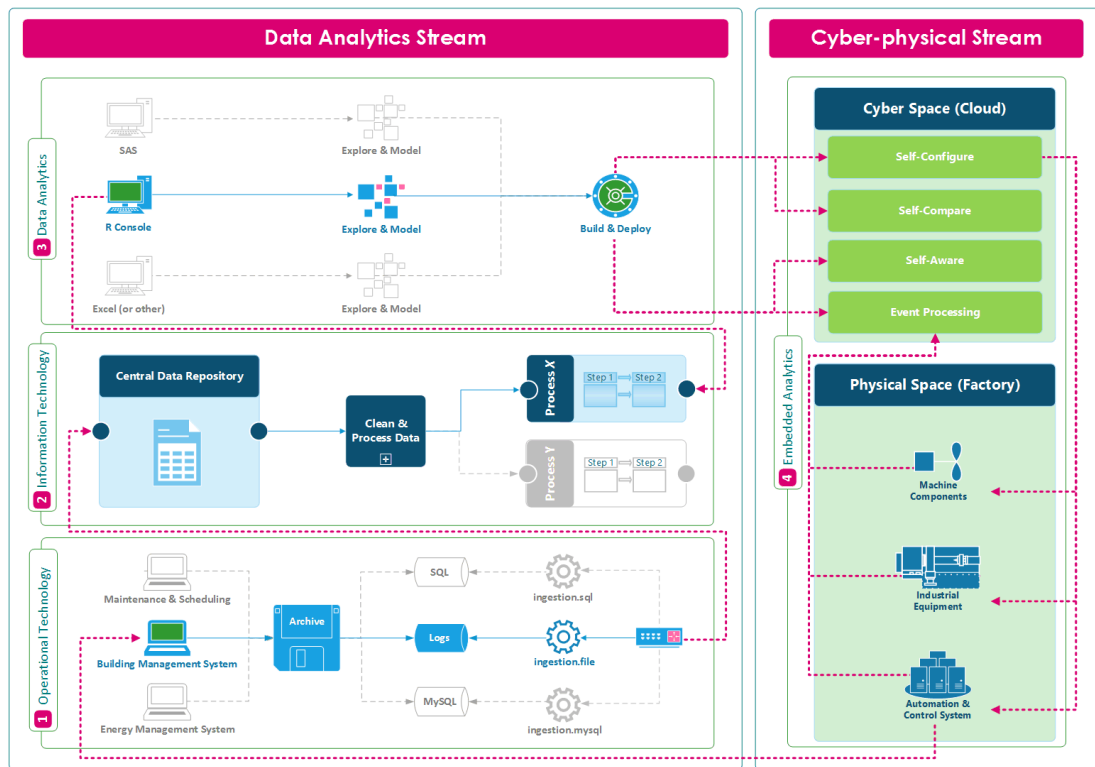 Data Analytics Stream
3 Data Analytics
SAS
Explore & Model
R Console
Explore & Model
Build & Deploy
Excel (or other)
Explore & Model
2 Information Technology
Central Data Repository
Clean &
Process Data
Process X
Step 1
Step 2
Process Y
Step 1
Step 2
1 Operational Technology
Maintenance & Scheduling
Building Management System
Energy Management System
Archive
SQL
Logs
MySQL
ingestion.sql
ingestion.file
ingestion.mysql
Cyber-physical Stream
4 Embedded Analytics
Cyber Space (Cloud)
Self-Configure
Self-Compare
Self-Aware
Event Processing
Physical Space (Factory)
Machine
Components
Industrial
Equipment
Automation &
Control System